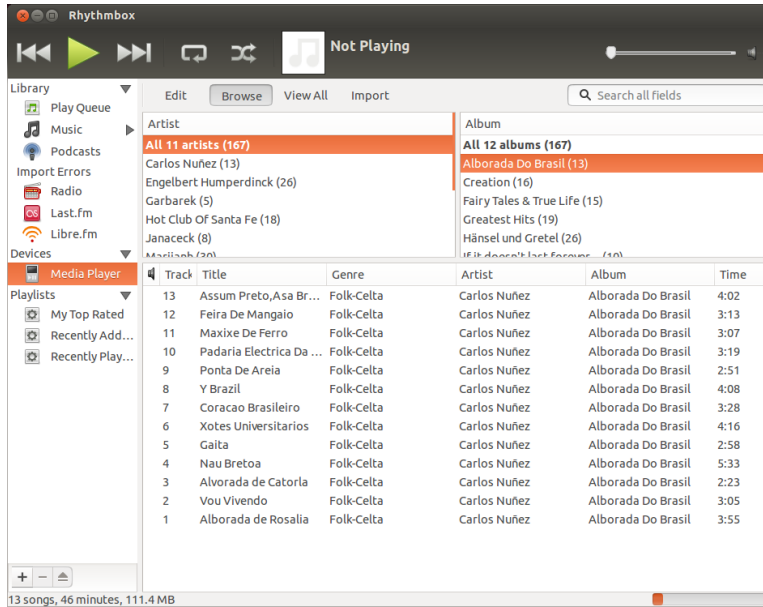 Rhythmbox
Not Playing
Library
Play Queue
Music
Podcasts
Import Errors
Radio
Last.fm
Libre.fm
Devices
Media Player
Playlists
My Top Rated
Recently Add...
Recently Play...
Edit Browse View All Import Search all fields
Artist
All 11 artists (167)
Carlos Nuñez (13)
Engelbert Humperdinck (26)
Garbarek (5)
Hot Club Of Santa Fe (18)
Janaceck (8)
Album
All 12 albums (167)
Alborada Do Brasil (13)
Creation (16)
Fairy Tales & True Life (15)
Greatest Hits (19)
Hänsel und Gretel (26)
Track Title Genre Artist Album Time
13 Assum Preto,Asa Br... Folk-Celta Carlos Nuñez Alborada Do Brasil 4:02
12 Feira De Mangaio Folk-Celta Carlos Nuñez Alborada Do Brasil 3:13
11 Maxixe De Ferro Folk-Celta Carlos Nuñez Alborada Do Brasil 3:07
10 Padaria Electrica Da ... Folk-Celta Carlos Nuñez Alborada Do Brasil 3:19
9 Ponta De Areia Folk-Celta Carlos Nuñez Alborada Do Brasil 2:51
8 Y Brazil Folk-Celta Carlos Nuñez Alborada Do Brasil 4:08
7 Coracao Brasileiro Folk-Celta Carlos Nuñez Alborada Do Brasil 3:28
6 Xotes Universitarios Folk-Celta Carlos Nuñez Alborada Do Brasil 4:16
5 Gaita Folk-Celta Carlos Nuñez Alborada Do Brasil 2:58
4 Nau Bretoa Folk-Celta Carlos Nuñez Alborada Do Brasil 5:33
3 Alvorada de Catorla Folk-Celta Carlos Nuñez Alborada Do Brasil 2:23
2 Vou Vivendo Folk-Celta Carlos Nuñez Alborada Do Brasil 3:05
1 Alborada de Rosalia Folk-Celta Carlos Nuñez Alborada Do Brasil 3:55
13 songs, 46 minutes, 111.4 MB